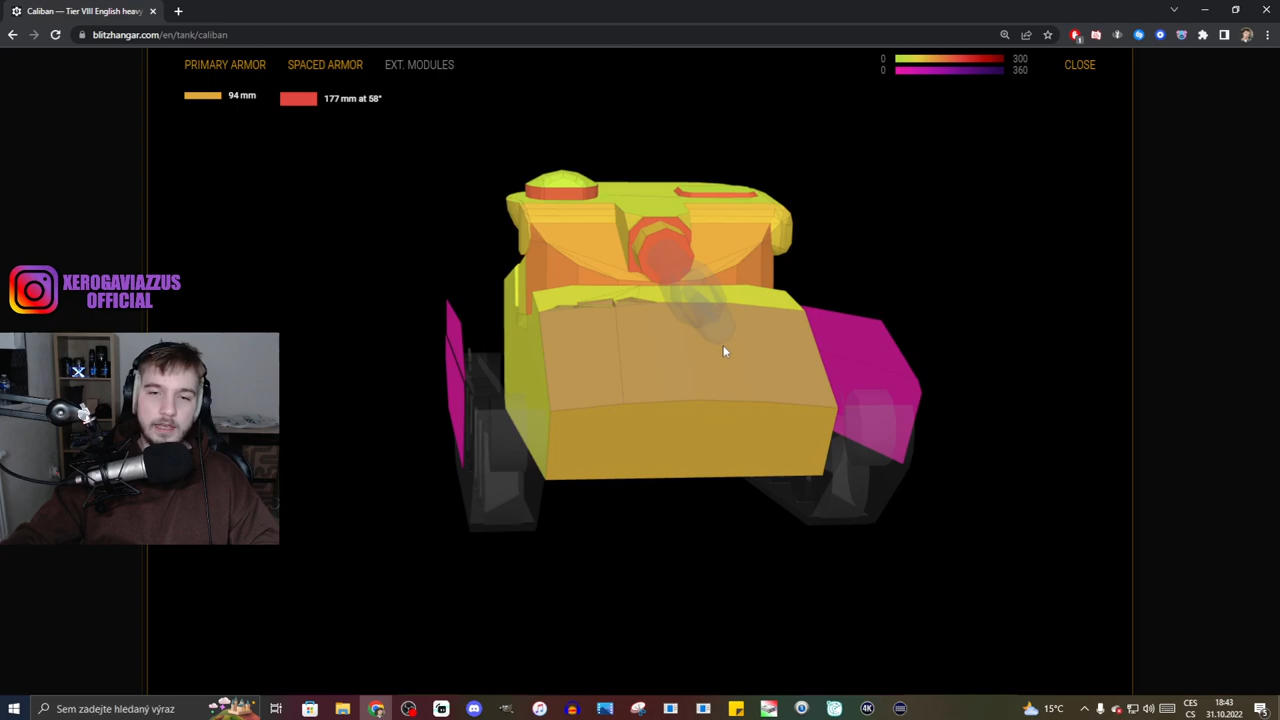 Caliban — Tier VIII English heavy
blitzhangar.com/en/tank/caliban
1
PRIMARY ARMOR SPACED ARMOR EXT. MODULES 0 300 CLOSE
0 360
94 mm 177 mm at 58°
XEROGAVIAZZUS
OFFICIAL
Sem zadejte hledaný výraz 4K 15°C CES 18:43
CS 31.10.2022